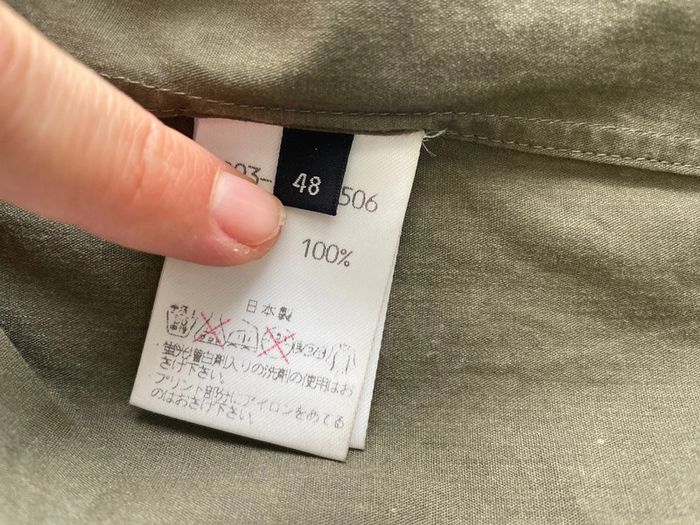 48
506
100%
日本製
蛍光増白剤入りの洗剤の使用はお
さけ下さい。
プリント部分にアイロンをあてる
のはおさけ下さい。